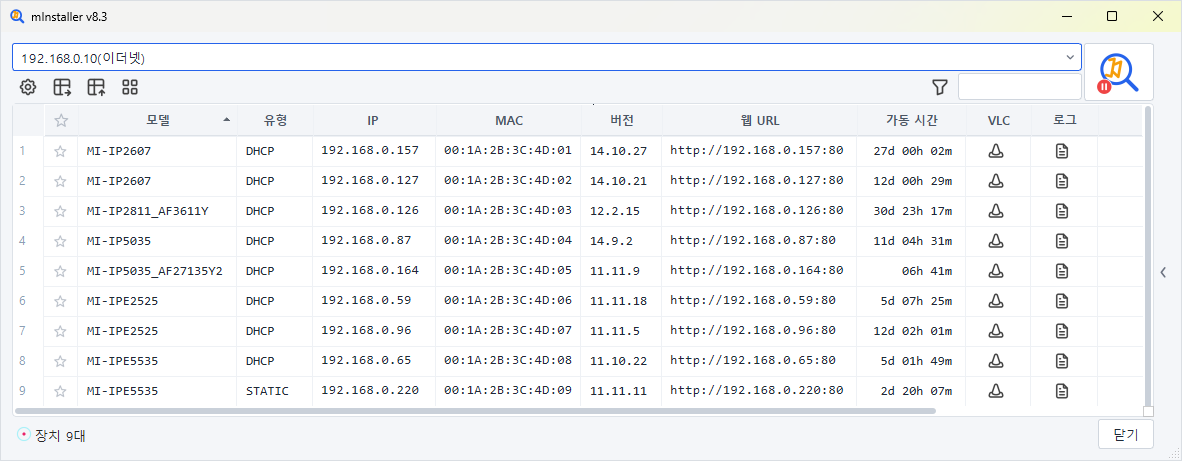 mInstaller v8.3
192.168.0.10(이더넷)
모델 유형 IP MAC 버전 웹 URL 가동 시간 VLC 로그
1 MI-IP2607 DHCP 192.168.0.157 00:1A:2B:3C:4D:01 14.10.27 http://192.168.0.157:80 27d 00h 02m
2 MI-IP2607 DHCP 192.168.0.127 00:1A:2B:3C:4D:02 14.10.21 http://192.168.0.127:80 12d 00h 29m
3 MI-IP2811_AF3611Y DHCP 192.168.0.126 00:1A:2B:3C:4D:03 12.2.15 http://192.168.0.126:80 30d 23h 17m
4 MI-IP5035 DHCP 192.168.0.87 00:1A:2B:3C:4D:04 14.9.2 http://192.168.0.87:80 11d 04h 31m
5 MI-IP5035_AF27135Y2 DHCP 192.168.0.164 00:1A:2B:3C:4D:05 11.11.9 http://192.168.0.164:80 06h 41m
6 MI-IPE2525 DHCP 192.168.0.59 00:1A:2B:3C:4D:06 11.11.18 http://192.168.0.59:80 5d 07h 25m
7 MI-IPE2525 DHCP 192.168.0.96 00:1A:2B:3C:4D:07 11.11.5 http://192.168.0.96:80 12d 02h 01m
8 MI-IPE5535 DHCP 192.168.0.65 00:1A:2B:3C:4D:08 11.10.22 http://192.168.0.65:80 5d 01h 49m
9 MI-IPE5535 STATIC 192.168.0.220 00:1A:2B:3C:4D:09 11.11.11 http://192.168.0.220:80 2d 20h 07m
장치 9대
닫기